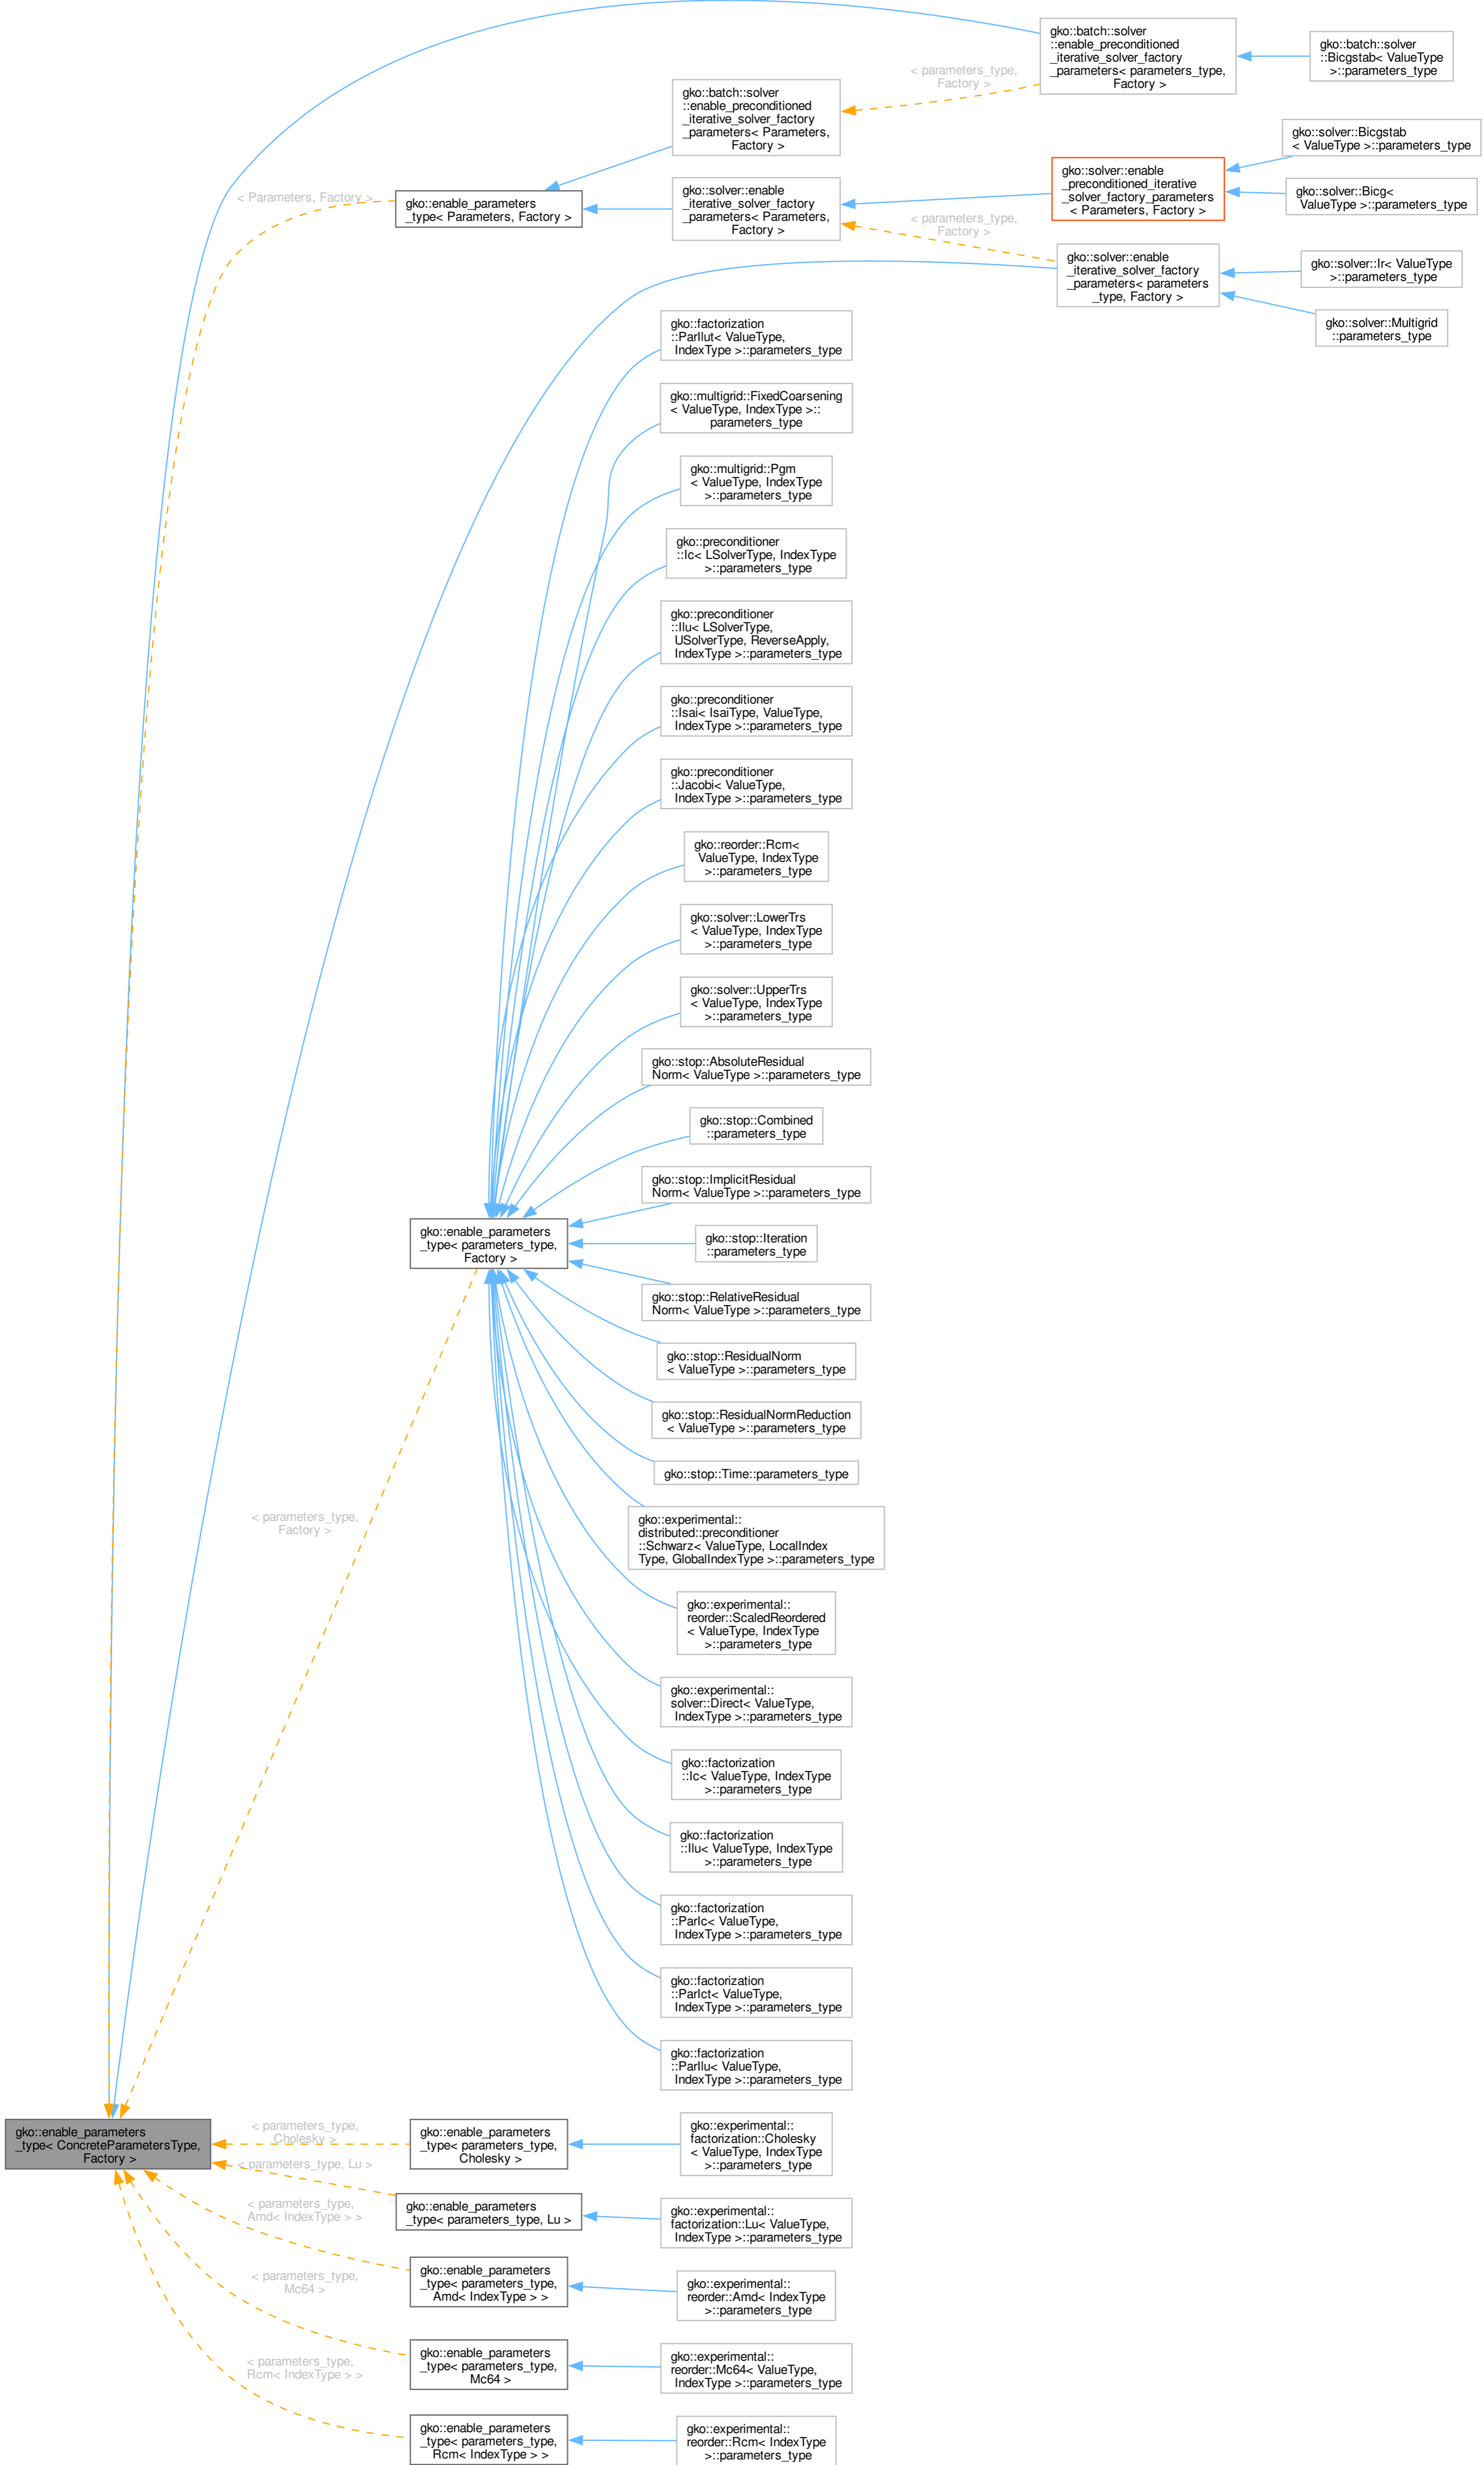 gko::batch::solver
::enable_preconditioned
_iterative_solver_factory
_parameters< parameters_type,
Factory >
gko::batch::solver
::Bicgstab< ValueType
>::parameters_type
< parameters_type,
Factory >
gko::batch::solver
::enable_preconditioned
_iterative_solver_factory
_parameters< Parameters,
Factory >
gko::solver::Bicgstab
< ValueType >::parameters_type
gko::solver::enable
_preconditioned_iterative
_solver_factory_parameters
< Parameters, Factory >
gko::solver::Bicg<
ValueType >::parameters_type
< Parameters, Factory >
gko::enable_parameters
_type< Parameters, Factory >
gko::solver::enable
_iterative_solver_factory
_parameters< Parameters,
Factory >
< parameters_type,
Factory >
gko::solver::enable
_iterative_solver_factory
_parameters< parameters
_type, Factory >
gko::solver::Ir< ValueType
>::parameters_type
gko::solver::Multigrid
::parameters_type
gko::factorization
::ParIlut< ValueType,
IndexType >::parameters_type
gko::multigrid::FixedCoarsening
< ValueType, IndexType >::
parameters_type
gko::multigrid::Pgm
< ValueType, IndexType
>::parameters_type
gko::preconditioner
::Ic< LSolverType, IndexType
>::parameters_type
gko::preconditioner
::Ilu< LSolverType,
USolverType, ReverseApply,
IndexType >::parameters_type
gko::preconditioner
::Isai< IsaiType, ValueType,
IndexType >::parameters_type
gko::preconditioner
::Jacobi< ValueType,
IndexType >::parameters_type
gko::reorder::Rcm<
ValueType, IndexType
>::parameters_type
gko::solver::LowerTrs
< ValueType, IndexType
>::parameters_type
gko::solver::UpperTrs
< ValueType, IndexType
>::parameters_type
gko::stop::AbsoluteResidual
Norm< ValueType >::parameters_type
gko::stop::Combined
::parameters_type
gko::stop::ImplicitResidual
Norm< ValueType >::parameters_type
gko::enable_parameters
_type< parameters_type,
Factory >
gko::stop::Iteration
::parameters_type
gko::stop::RelativeResidual
Norm< ValueType >::parameters_type
gko::stop::ResidualNorm
< ValueType >::parameters_type
gko::stop::ResidualNormReduction
< ValueType >::parameters_type
gko::stop::Time::parameters_type
< parameters_type,
Factory >
gko::experimental::
distributed::preconditioner
::Schwarz< ValueType, LocalIndex
Type, GlobalIndexType >::parameters_type
gko::experimental::
reorder::ScaledReordered
< ValueType, IndexType
>::parameters_type
gko::experimental::
solver::Direct< ValueType,
IndexType >::parameters_type
gko::factorization
::Ic< ValueType, IndexType
>::parameters_type
gko::factorization
::Ilu< ValueType, IndexType
>::parameters_type
gko::factorization
::ParIc< ValueType,
IndexType >::parameters_type
gko::factorization
::ParIct< ValueType,
IndexType >::parameters_type
gko::factorization
::ParIlu< ValueType,
IndexType >::parameters_type
gko::enable_parameters
_type< ConcreteParametersType,
Factory >
< parameters_type,
Cholesky >
gko::enable_parameters
_type< parameters_type,
Cholesky >
gko::experimental::
factorization::Cholesky
< ValueType, IndexType
>::parameters_type
< parameters_type, Lu >
gko::enable_parameters
_type< parameters_type, Lu >
gko::experimental::
factorization::Lu< ValueType,
IndexType >::parameters_type
< parameters_type,
Amd< IndexType > >
gko::enable_parameters
_type< parameters_type,
Amd< IndexType > >
gko::experimental::
reorder::Amd< IndexType
>::parameters_type
< parameters_type,
Mc64 >
gko::enable_parameters
_type< parameters_type,
Mc64 >
gko::experimental::
reorder::Mc64< ValueType,
IndexType >::parameters_type
< parameters_type,
Rcm< IndexType > >
gko::enable_parameters
_type< parameters_type,
Rcm< IndexType > >
gko::experimental::
reorder::Rcm< IndexType
>::parameters_type